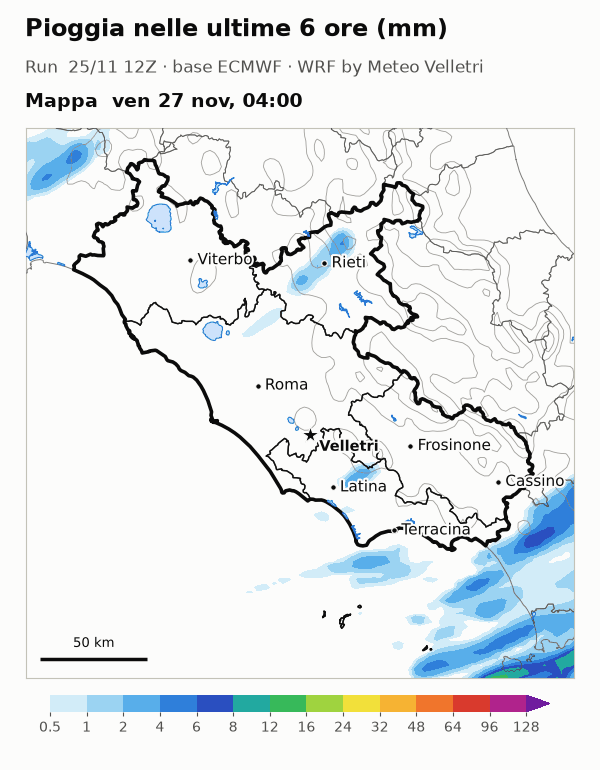 Pioggia nelle ultime 6 ore (mm)
Run  25/11 12Z · base ECMWF · WRF by Meteo Velletri
Mappa  ven 27 nov, 04:00
Viterbo
Rieti
Roma
Velletri
Frosinone
Latina
Cassino
Terracina
50 km
0.5 1 2 4 6 8 12 16 24 32 48 64 96 128